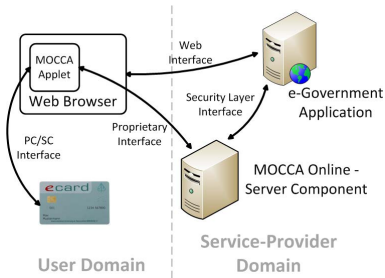 MOCCA
Applet
Web Browser
Web
Interface
e-Government
Application
Security Layer
Interface
Proprietary
Interface
PC/SC
Interface
ecard
MOCCA Online -
Server Component
User Domain
Service-Provider
Domain